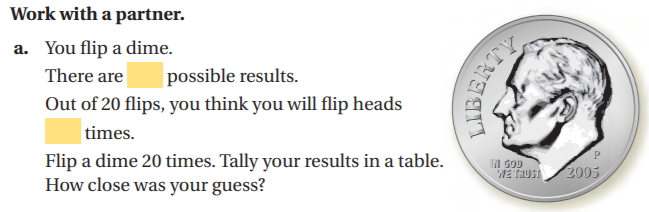 Work with a partner.
a. You flip a dime.
There are possible results.
Out of 20 flips, you think you will flip heads
times.
Flip a dime 20 times. Tally your results in a table.
How close was your guess?
LIBERTY
IN GOD
WE TRUST
P
2005